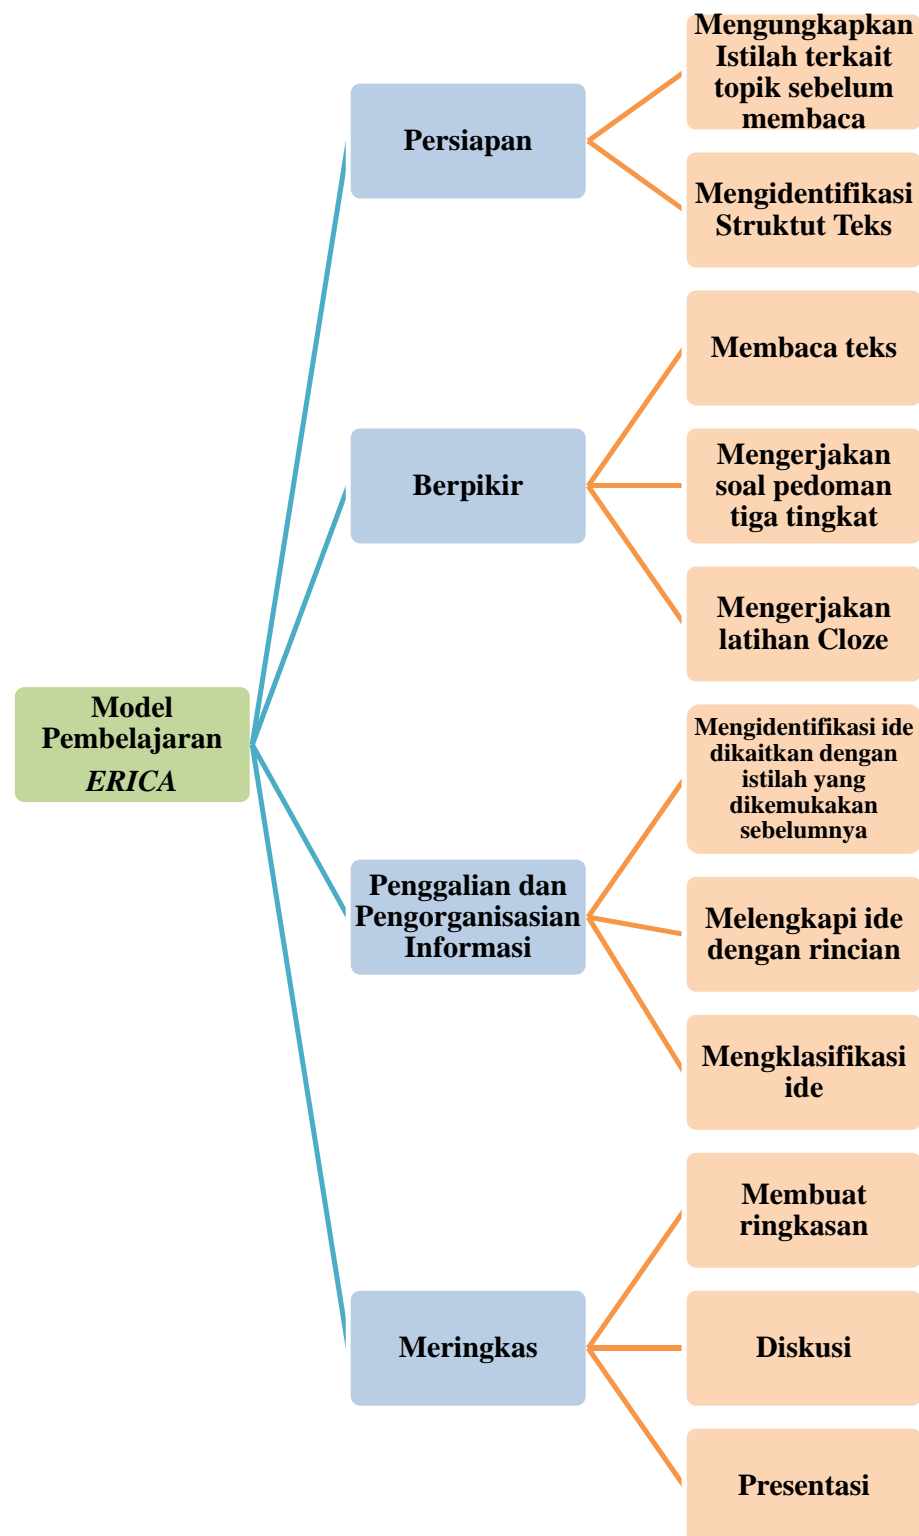 Mengungkapkan
Istilah terkait
topik sebelum
membaca
Persiapan
Mengidentifikasi
Struktut Teks
Membaca teks
Berpikir
Mengerjakan
soal pedoman
tiga tingkat
Mengerjakan
latihan Cloze
Model
Pembelajaran
ERICA
Mengidentifikasi ide
dikaitkan dengan
istilah yang
dikemukakan
sebelumnya
Penggalian dan
Pengorganisasian
Informasi
Melengkapi ide
dengan rincian
Mengklasifikasi
ide
Membuat
ringkasan
Meringkas
Diskusi
Presentasi